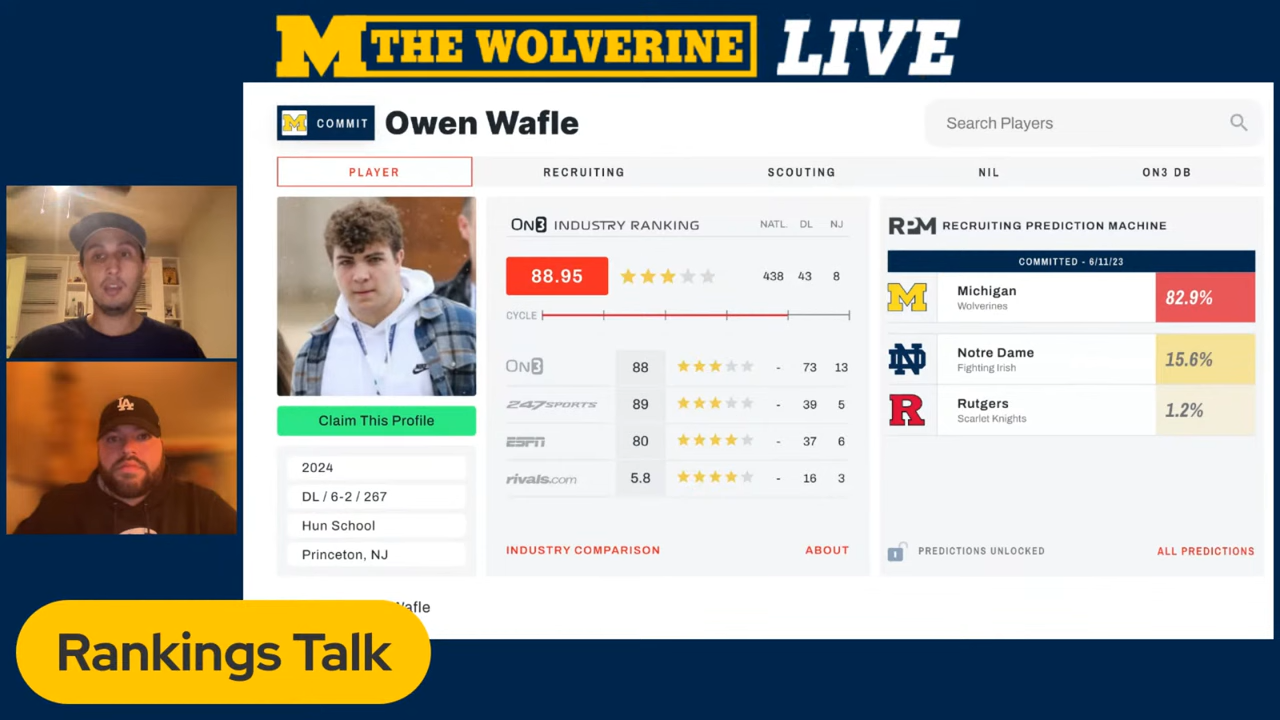 M THE WOLVERINE LIVE
M COMMIT Owen Wafle
Search Players
PLAYER RECRUITING SCOUTING NIL ON3 DB
ON3 INDUSTRY RANKING NATL. DL NJ
88.95 438 43 8
CYCLE
ON3 88 - 73 13
247SPORTS 89 - 39 5
ESPN 80 - 37 6
rivals.com 5.8 - 16 3
INDUSTRY COMPARISON ABOUT
RPM RECRUITING PREDICTION MACHINE
COMMITTED - 6/11/23
M Michigan 82.9%
Wolverines
ND Notre Dame 15.6%
Fighting Irish
R Rutgers 1.2%
Scarlet Knights
PREDICTIONS UNLOCKED ALL PREDICTIONS
Claim This Profile
2024
DL / 6-2 / 267
Hun School
Princeton, NJ
LA
Rankings Talk